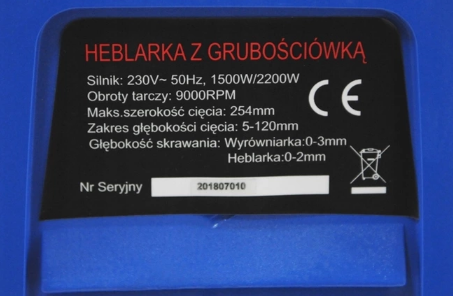 HEBLARKA Z GRUBOŚCIÓWKĄ
Silnik: 230V~ 50Hz, 1500W/2200W
Obroty tarczy: 9000RPM
Maks.szerokość cięcia: 254mm
Zakres głębokości cięcia: 5-120mm
Głębokość skrawania: Wyrówniarka:0-3mm
Heblarka:0-2mm
CE
Nr Seryjny 201807010